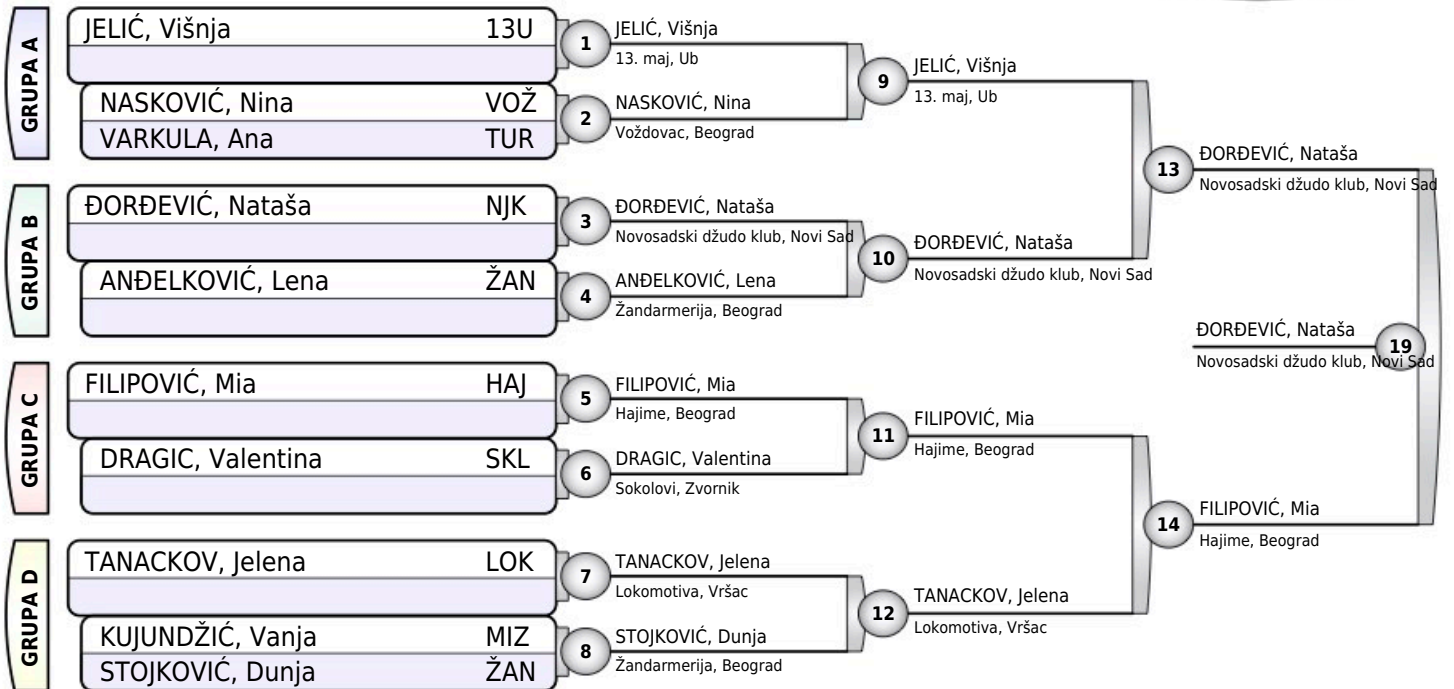 GRUPA A
JELIĆ, Višnja 13U
NASKOVIĆ, Nina VOŽ
VARKULA, Ana TUR
GRUPA B
ĐORĐEVIĆ, Nataša NJK
ANĐELKOVIĆ, Lena ŽAN
GRUPA C
FILIPOVIĆ, Mia HAJ
DRAGIC, Valentina SKL
GRUPA D
TANACKOV, Jelena LOK
KUJUNDŽIĆ, Vanja MIZ
STOJKOVIĆ, Dunja ŽAN
1
JELIĆ, Višnja
13. maj, Ub
2
NASKOVIĆ, Nina
Voždovac, Beograd
3
ĐORĐEVIĆ, Nataša
Novosadski džudo klub, Novi Sad
4
ANĐELKOVIĆ, Lena
Žandarmerija, Beograd
5
FILIPOVIĆ, Mia
Hajime, Beograd
6
DRAGIC, Valentina
Sokolovi, Zvornik
7
TANACKOV, Jelena
Lokomotiva, Vršac
8
STOJKOVIĆ, Dunja
Žandarmerija, Beograd
9
JELIĆ, Višnja
13. maj, Ub
10
ĐORĐEVIĆ, Nataša
Novosadski džudo klub, Novi Sad
11
FILIPOVIĆ, Mia
Hajime, Beograd
12
TANACKOV, Jelena
Lokomotiva, Vršac
13
ĐORĐEVIĆ, Nataša
Novosadski džudo klub, Novi Sad
14
FILIPOVIĆ, Mia
Hajime, Beograd
ĐORĐEVIĆ, Nataša
19
Novosadski džudo klub, Novi Sad